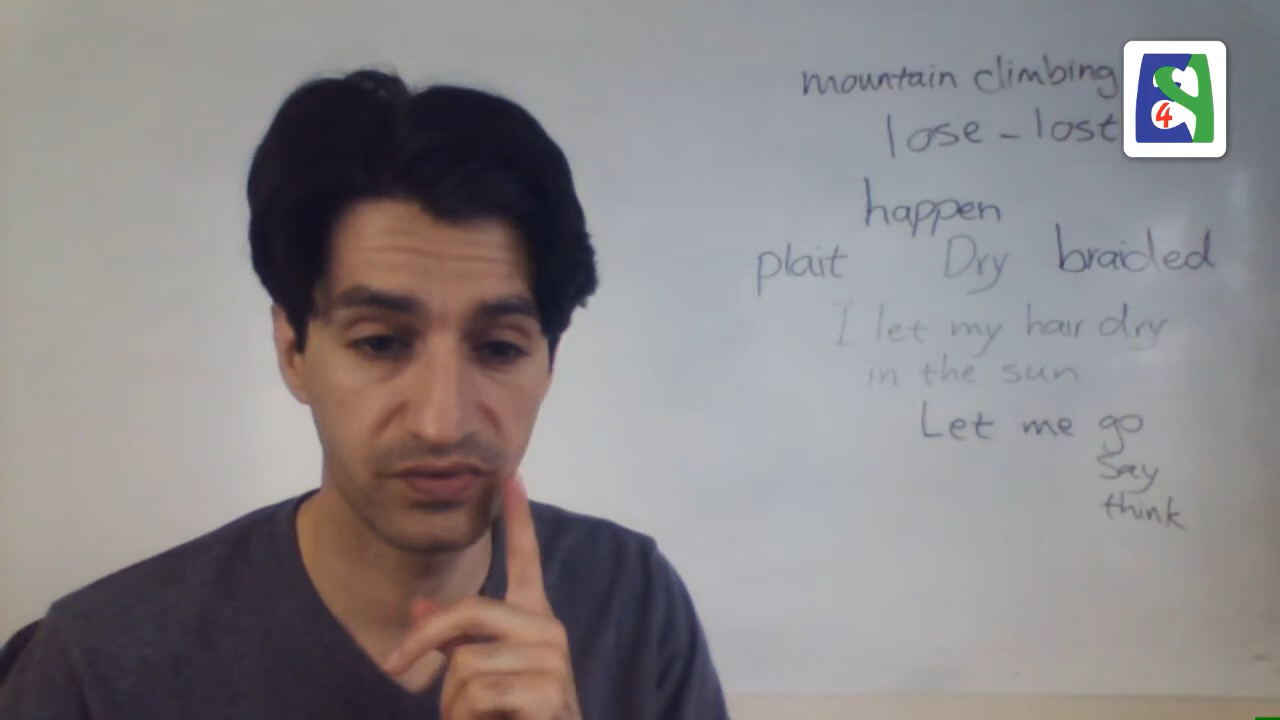 mountain climbing
4
lose - lost
happen
plait Dry braided
I let my hair dry
in the sun
Let me go
say
think